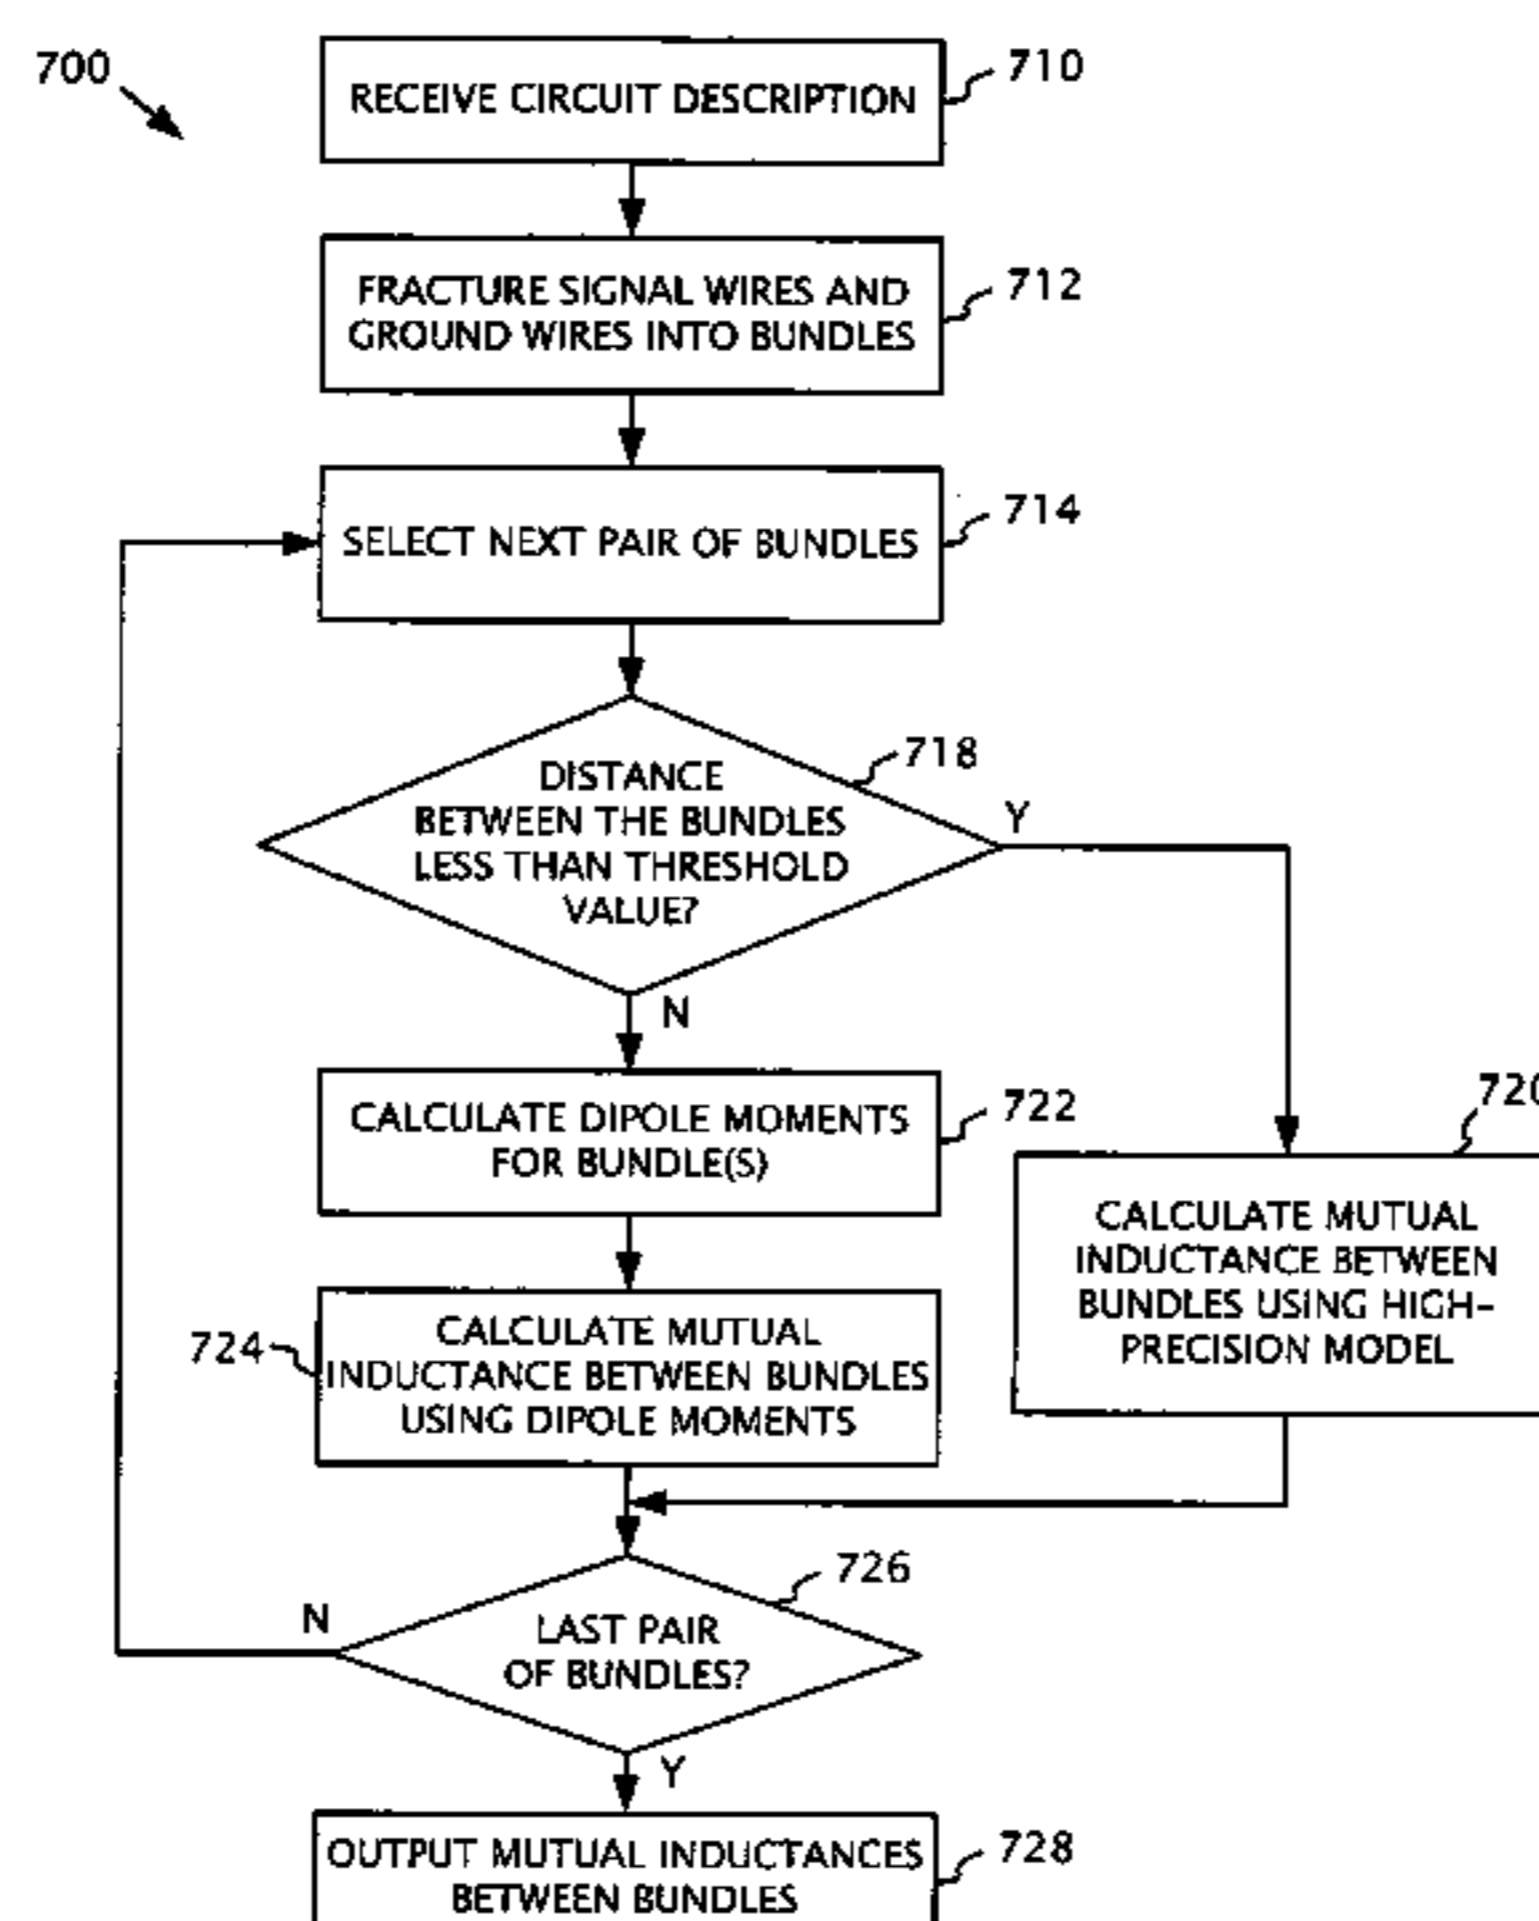 700
RECEIVE CIRCUIT DESCRIPTION
710
FRACTURE SIGNAL WIRES AND
GROUND WIRES INTO BUNDLES
712
SELECT NEXT PAIR OF BUNDLES
714
DISTANCE
BETWEEN THE BUNDLES
LESS THAN THRESHOLD
VALUE?
718
Y
N
CALCULATE DIPOLE MOMENTS
FOR BUNDLE(S)
722
720
CALCULATE MUTUAL
INDUCTANCE BETWEEN
BUNDLES USING HIGH-
PRECISION MODEL
724
CALCULATE MUTUAL
INDUCTANCE BETWEEN BUNDLES
USING DIPOLE MOMENTS
726
LAST PAIR
OF BUNDLES?
N
Y
OUTPUT MUTUAL INDUCTANCES
BETWEEN BUNDLES
728